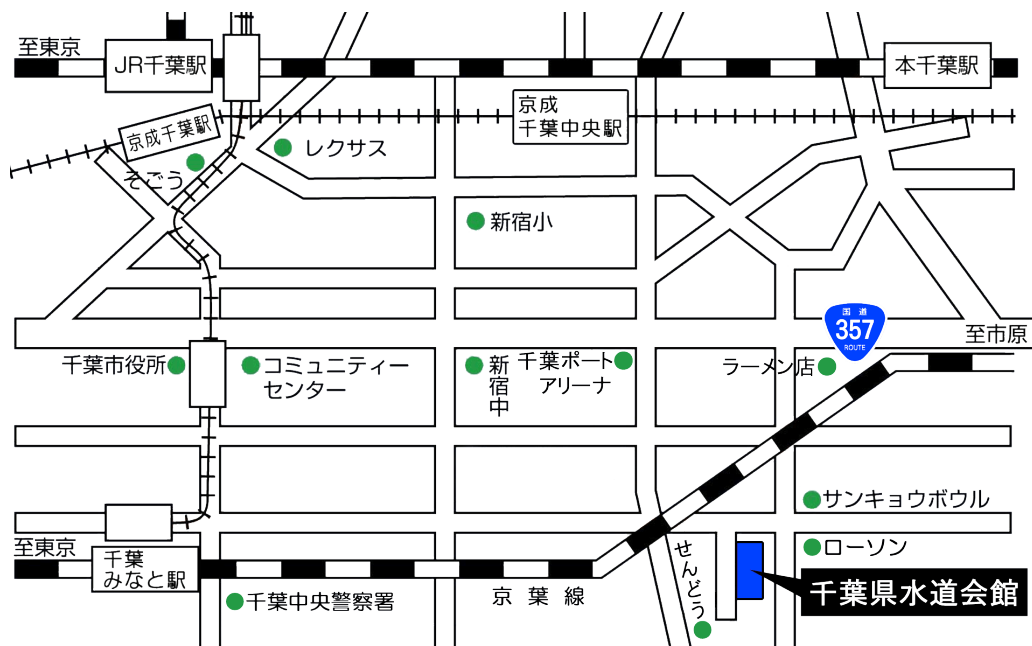 至東京
JR千葉駅
本千葉駅
京成
千葉中央駅
京成千葉駅
レクサス
そごう
新宿小
国道
357
ROUTE
至市原
千葉市役所
コミュニティー
センター
新宿中
千葉ポート
アリーナ
ラーメン店
サンキョウボウル
至東京
千葉
みなと駅
せんどう
ローソン
千葉県水道会館
千葉中央警察署
京葉線